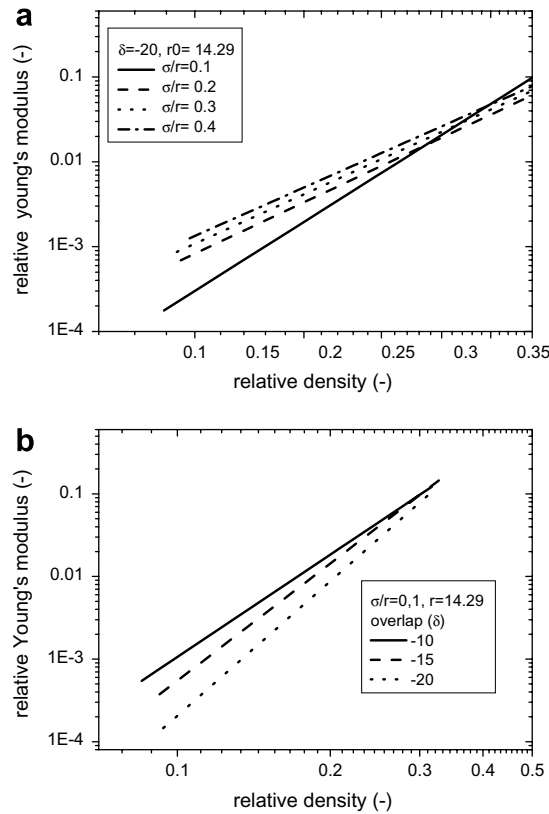 a
relative young's modulus (-)
δ=-20, r0= 14.29
σ/r=0.1
σ/r= 0.2
σ/r= 0.3
σ/r= 0.4
0.1
0.01
1E-3
1E-4
0.1 0.15 0.2 0.25 0.3 0.35
relative density (-)
b
relative Young's modulus (-)
0.1
0.01
1E-3
1E-4
σ/r=0,1, r=14.29
overlap (δ)
-10
-15
-20
0.1 0.2 0.3 0.4 0.5
relative density (-)